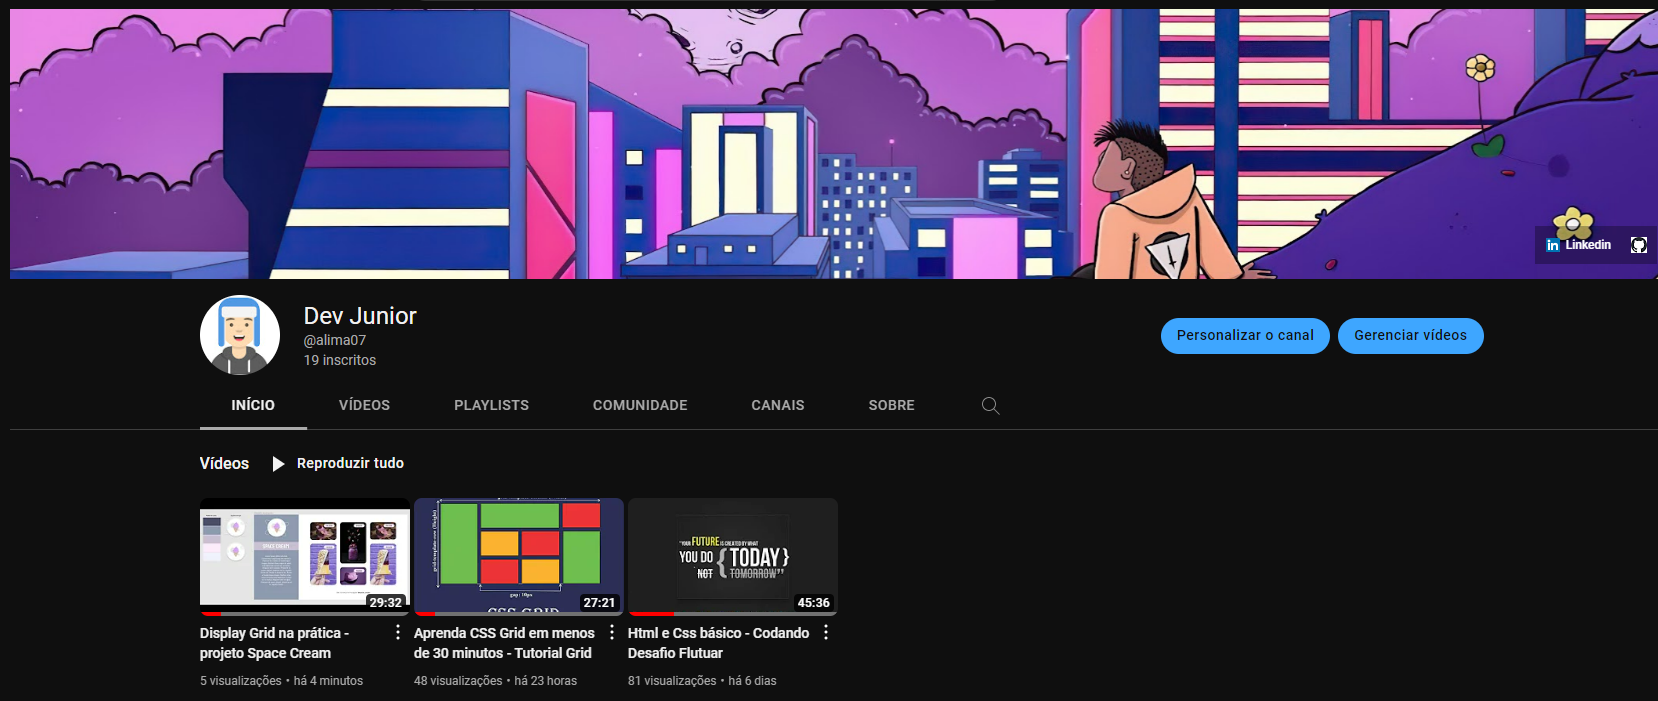 in Linkedin
Dev Junior
@alima07
19 inscritos
Personalizar o canal
Gerenciar vídeos
INÍCIO
VÍDEOS
PLAYLISTS
COMUNIDADE
CANAIS
SOBRE
Vídeos
Reproduzir tudo
SPACE CREAM
29:32
gap: 10px
CSS GRID
27:21
"YOUR FUTURE IS CREATED BY WHAT
YOU DO { TODAY }
NOT TOMORROW"
45:36
Display Grid na prática -
projeto Space Cream
5 visualizações • há 4 minutos
Aprenda CSS Grid em menos
de 30 minutos - Tutorial Grid
48 visualizações • há 23 horas
Html e Css básico - Codando
Desafio Flutuar
81 visualizações • há 6 dias